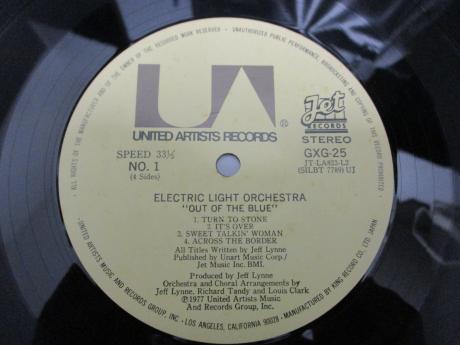 ALL RIGHTS OF THE MANUFACTURER AND OF THE OWNER OF THE RECORDED WORK RESERVED • UNAUTHORIZED PUBLIC PERFORMANCE, BROADCASTING AND COPYING OF THIS RECORD PROHIBITED
UA
UNITED ARTISTS RECORDS ®
Jet
RECORDS
STEREO
SPEED 33⅓
NO. 1
(4 Sides)
GXG-25
JT-LA823-L2
(SILBT 7789) UJ
ELECTRIC LIGHT ORCHESTRA
"OUT OF THE BLUE"
1. TURN TO STONE
2. IT'S OVER
3. SWEET TALKIN' WOMAN
4. ACROSS THE BORDER
All Titles Written by Jeff Lynne
Published by Unart Music Corp./
Jet Music Inc. BMI.
Produced by Jeff Lynne
Orchestra and Choral Arrangements by
Jeff Lynne, Richard Tandy and Louis Clark
Ⓟ1977 United Artists Music
And Records Group, Inc.
UNITED ARTISTS MUSIC AND RECORDS GROUP, INC. • LOS ANGELES, CALIFORNIA 90028 • MANUFACTURED BY KING RECORD CO. LTD. JAPAN